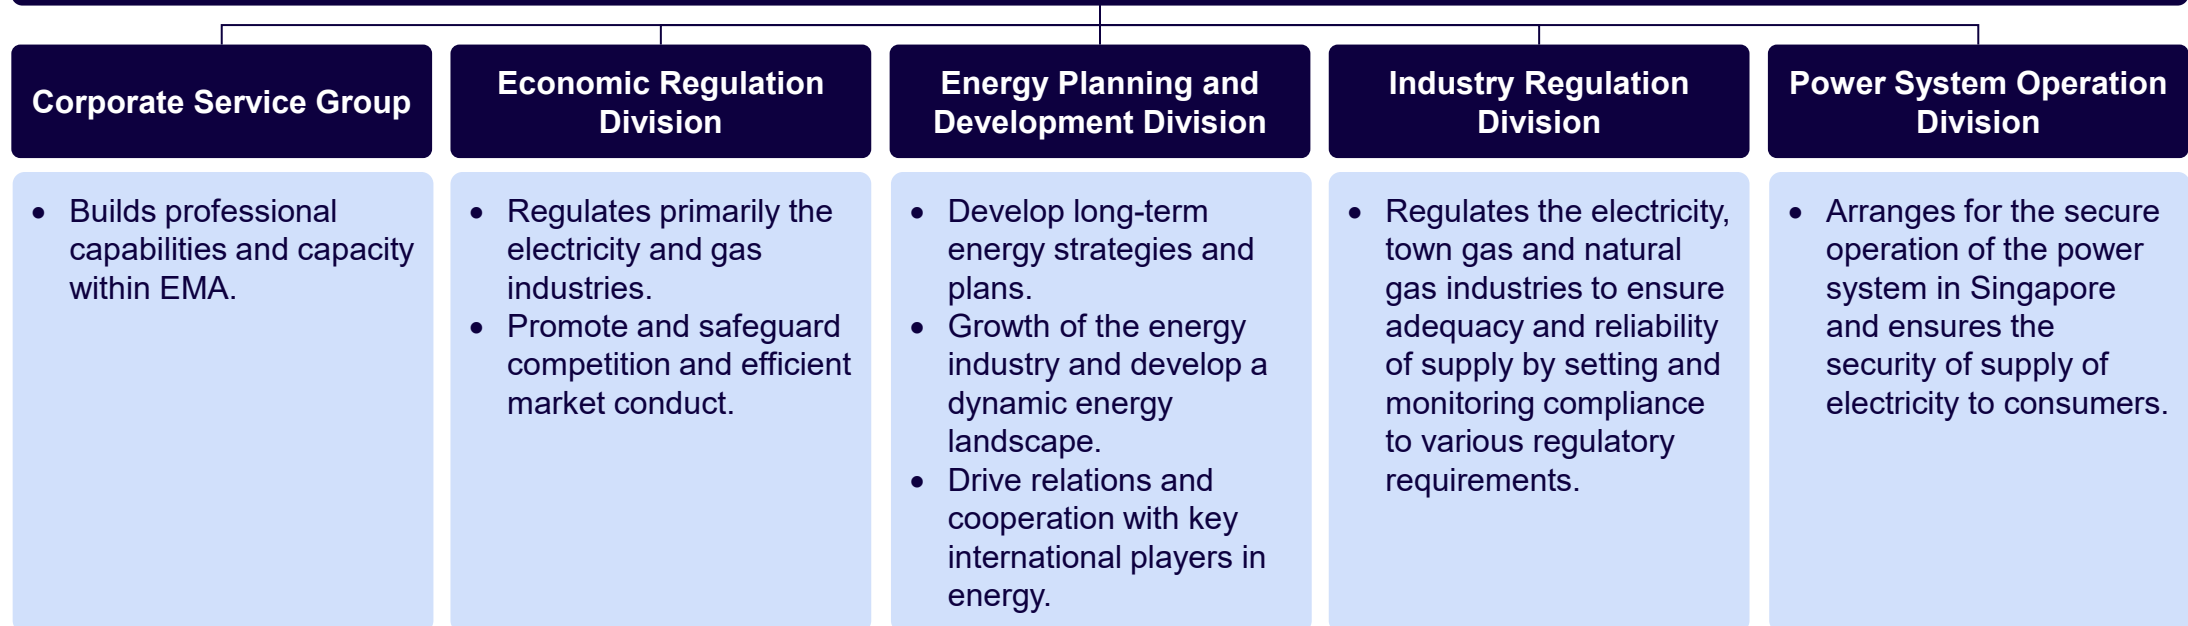 Corporate Service Group
Economic Regulation
Division
Energy Planning and
Development Division
Industry Regulation
Division
Power System Operation
Division
• Builds professional
capabilities and capacity
within EMA.
• Regulates primarily the
electricity and gas
industries.
• Promote and safeguard
competition and efficient
market conduct.
• Develop long-term
energy strategies and
plans.
• Growth of the energy
industry and develop a
dynamic energy
landscape.
• Drive relations and
cooperation with key
international players in
energy.
• Regulates the electricity,
town gas and natural
gas industries to ensure
adequacy and reliability
of supply by setting and
monitoring compliance
to various regulatory
requirements.
• Arranges for the secure
operation of the power
system in Singapore
and ensures the
security of supply of
electricity to consumers.